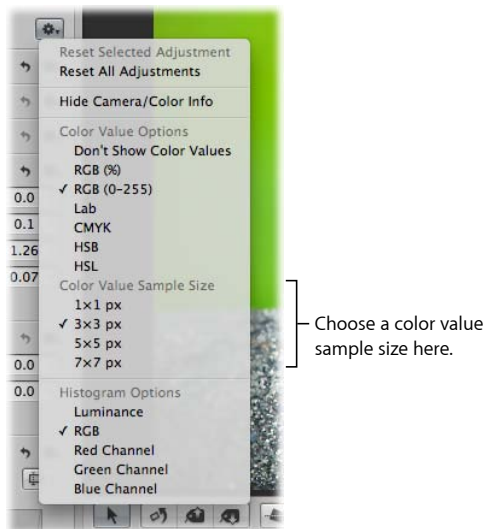 Reset Selected Adjustment
Reset All Adjustments
Hide Camera/Color Info
Color Value Options
Don't Show Color Values
RGB (%)
✓ RGB (0-255)
Lab
CMYK
HSB
HSL
Color Value Sample Size
1×1 px
✓ 3×3 px
5×5 px
7×7 px
Histogram Options
Luminance
✓ RGB
Red Channel
Green Channel
Blue Channel
0.0
0.1
1.26
0.07
0.0
0.0
Choose a color value
sample size here.